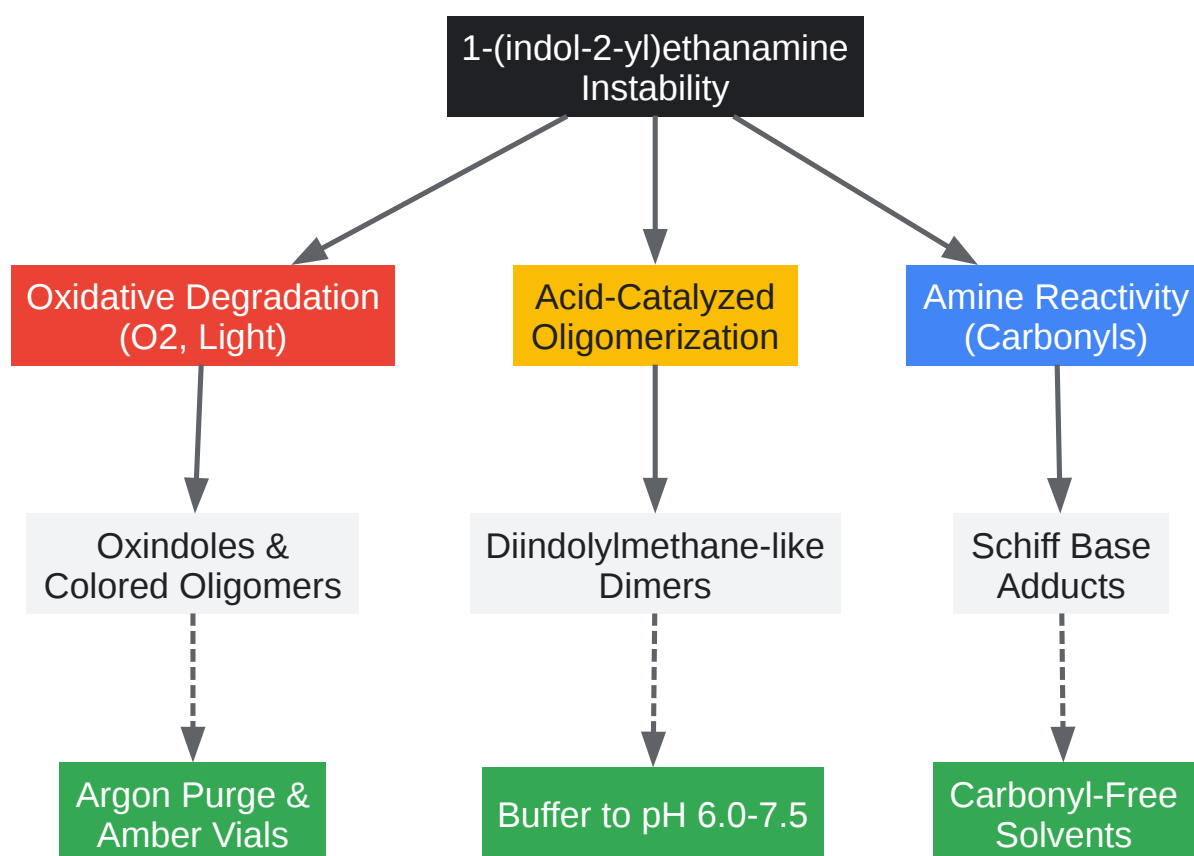 1-(indol-2-yl)ethanamine
Instability
Oxidative Degradation
(O2, Light)
Acid-Catalyzed
Oligomerization
Amine Reactivity
(Carbonyls)
Oxindoles &
Colored Oligomers
Diindolylmethane-like
Dimers
Schiff Base
Adducts
Argon Purge &
Amber Vials
Buffer to pH 6.0-7.5
Carbonyl-Free
Solvents